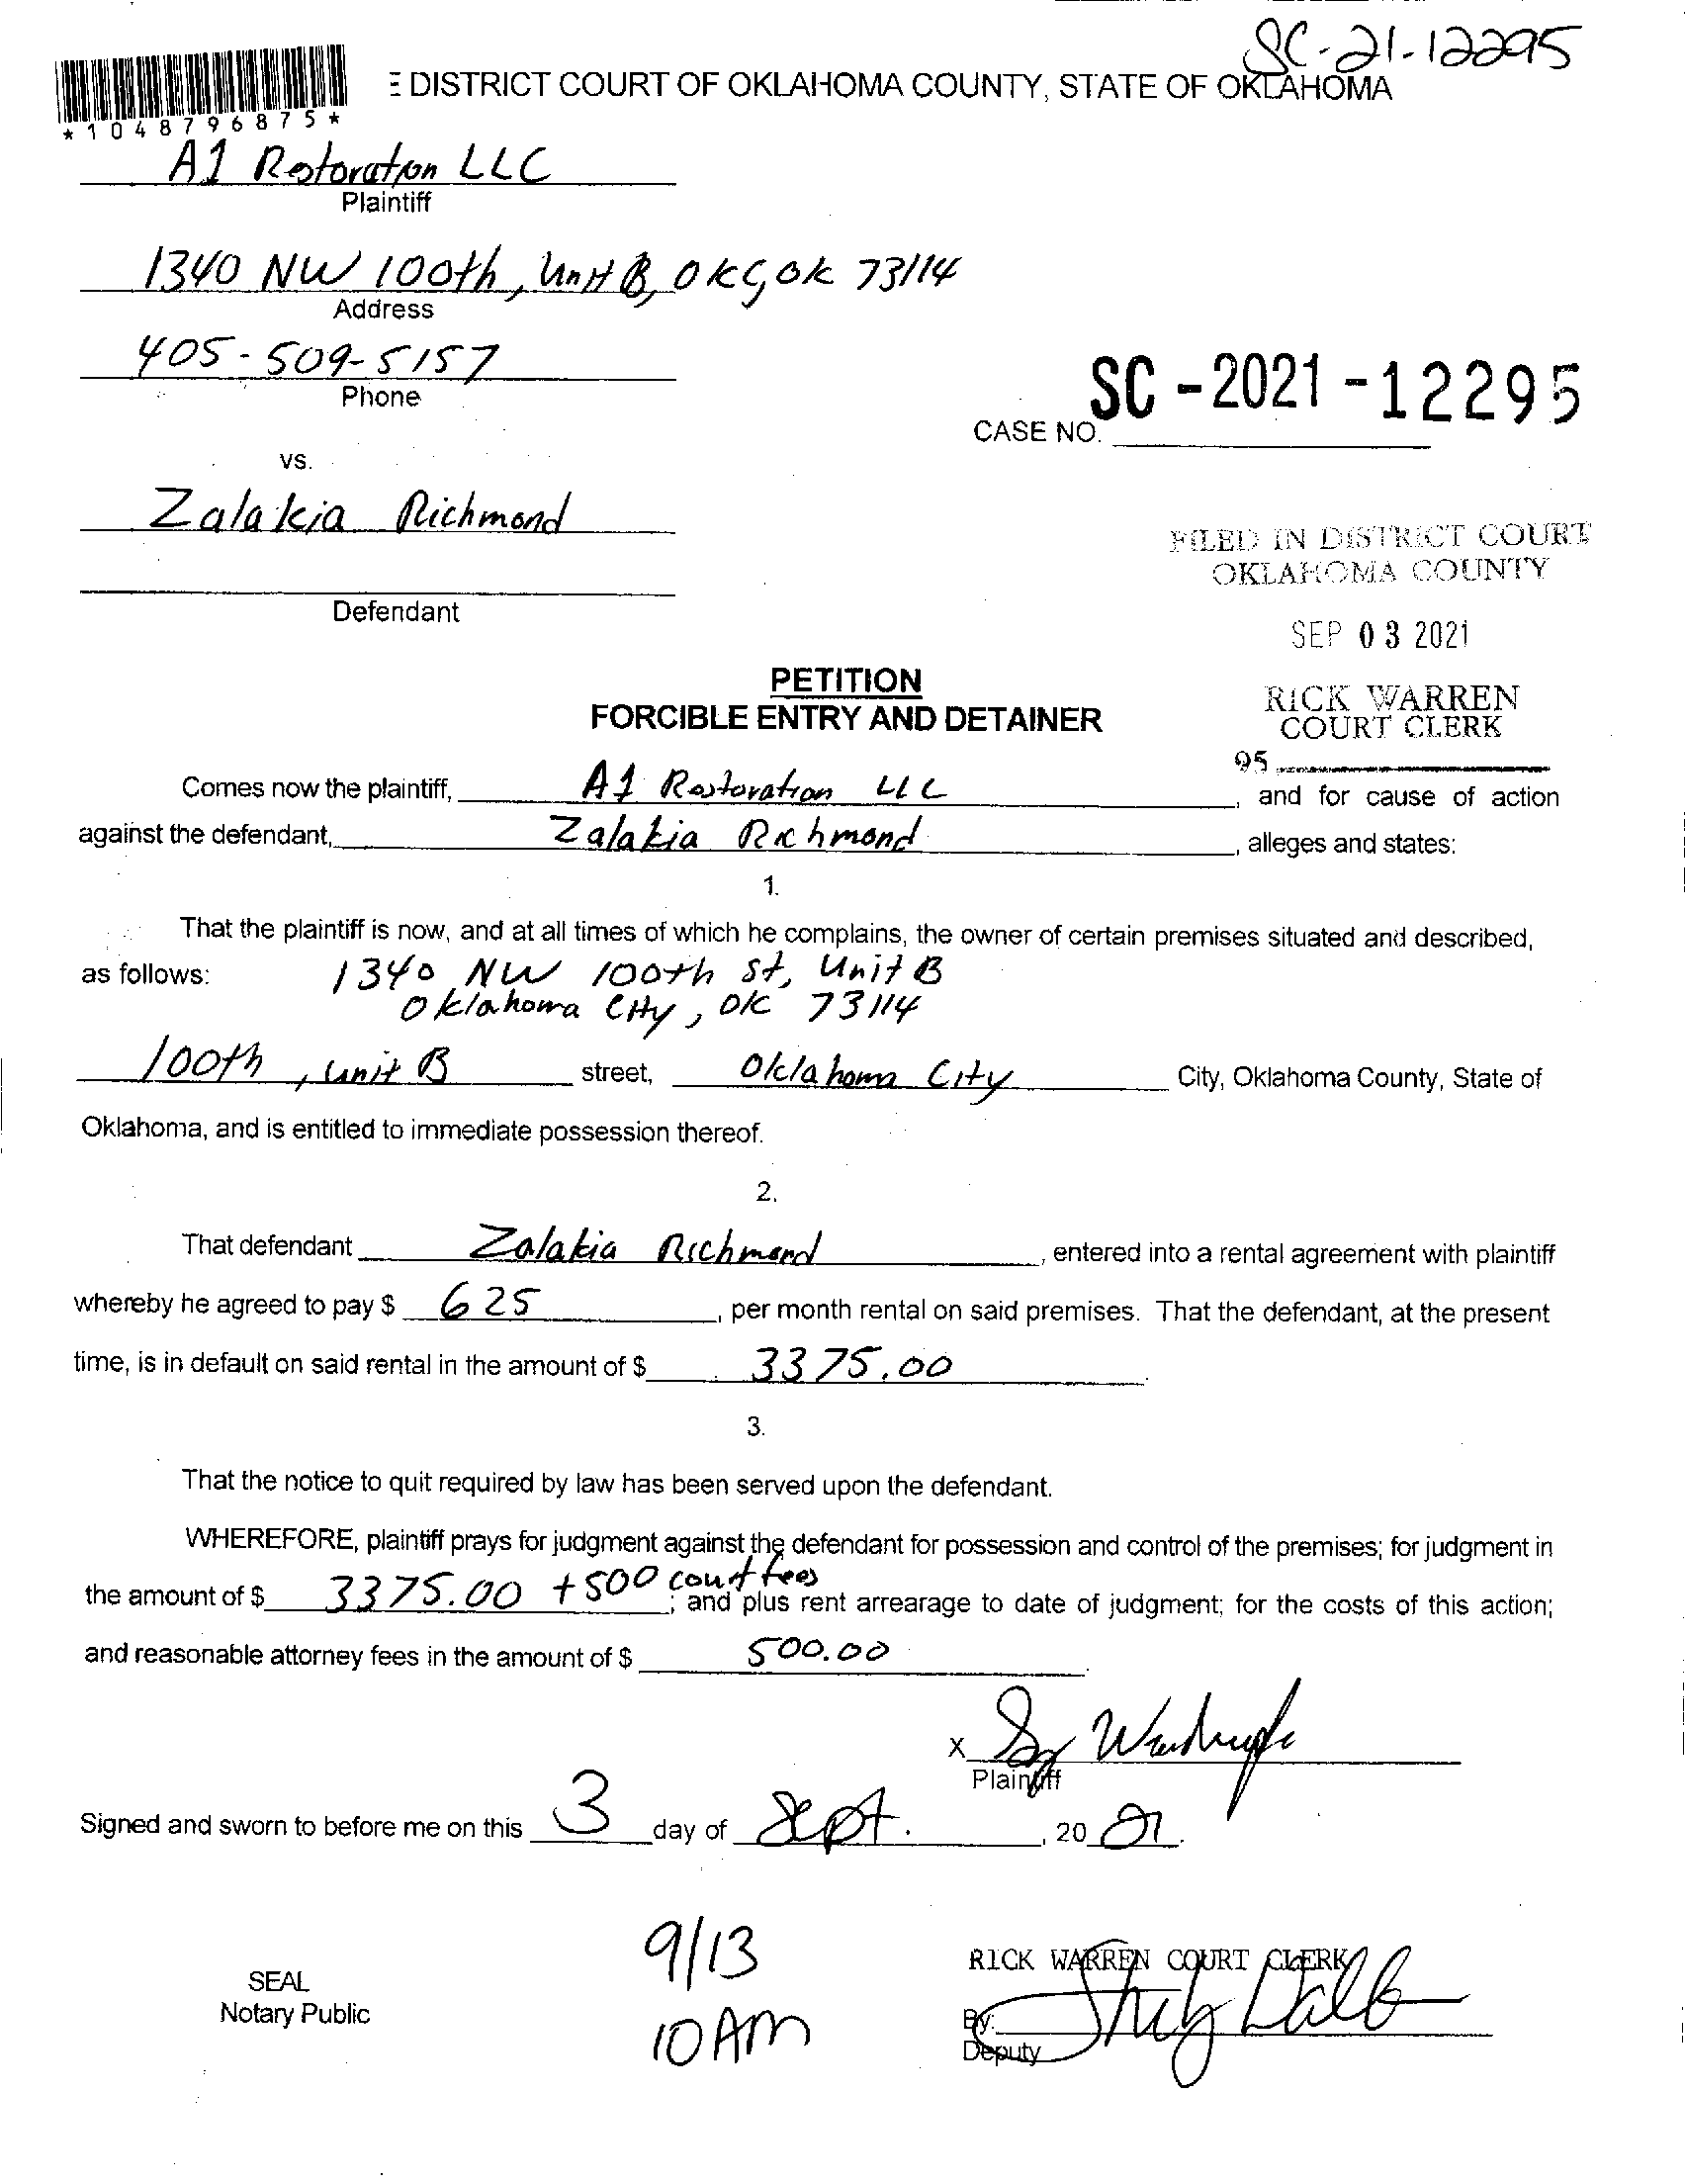 SC-21-12295
E DISTRICT COURT OF OKLAHOMA COUNTY, STATE OF OKLAHOMA
*1048796875*
A1 Restoration LLC
Plaintiff
1340 NW 100th, Unit B, OKC, OK 73114
Address
405-509-5157
Phone
SC-2021-12295
CASE NO.
vs.
Zalakia Richmond
FILED IN DISTRICT COURT
OKLAHOMA COUNTY
Defendant
SEP 03 2021
PETITION
FORCIBLE ENTRY AND DETAINER
RICK WARREN
COURT CLERK
95
Comes now the plaintiff, A1 Restoration LLC, and for cause of action
against the defendant, Zalakia Richmond, alleges and states:
1.
That the plaintiff is now, and at all times of which he complains, the owner of certain premises situated and described,
as follows: 1340 NW 100th St, Unit B
Oklahoma City, OK 73114
100th, Unit B street, Oklahoma City City, Oklahoma County, State of
Oklahoma, and is entitled to immediate possession thereof.
2.
That defendant Zalakia Richmond, entered into a rental agreement with plaintiff
whereby he agreed to pay $ 625, per month rental on said premises. That the defendant, at the present
time, is in default on said rental in the amount of $ 3375.00.
3.
That the notice to quit required by law has been served upon the defendant.
WHEREFORE, plaintiff prays for judgment against the defendant for possession and control of the premises; for judgment in
the amount of $ 3375.00 +500 court fees; and plus rent arrearage to date of judgment; for the costs of this action;
and reasonable attorney fees in the amount of $ 500.00.
X
Plaintiff
Signed and sworn to before me on this 3 day of Sept., 20 21.
9/13
10 AM
SEAL
Notary Public
RICK WARREN COURT CLERK
By:
Deputy